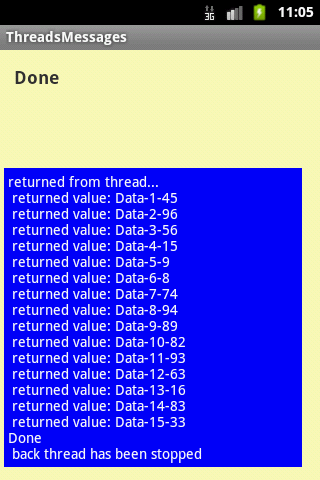 3G 11:05
ThreadsMessages
Done
returned from thread...
returned value: Data-1-45
returned value: Data-2-96
returned value: Data-3-56
returned value: Data-4-15
returned value: Data-5-9
returned value: Data-6-8
returned value: Data-7-74
returned value: Data-8-94
returned value: Data-9-89
returned value: Data-10-82
returned value: Data-11-93
returned value: Data-12-63
returned value: Data-13-16
returned value: Data-14-83
returned value: Data-15-33
Done
back thread has been stopped